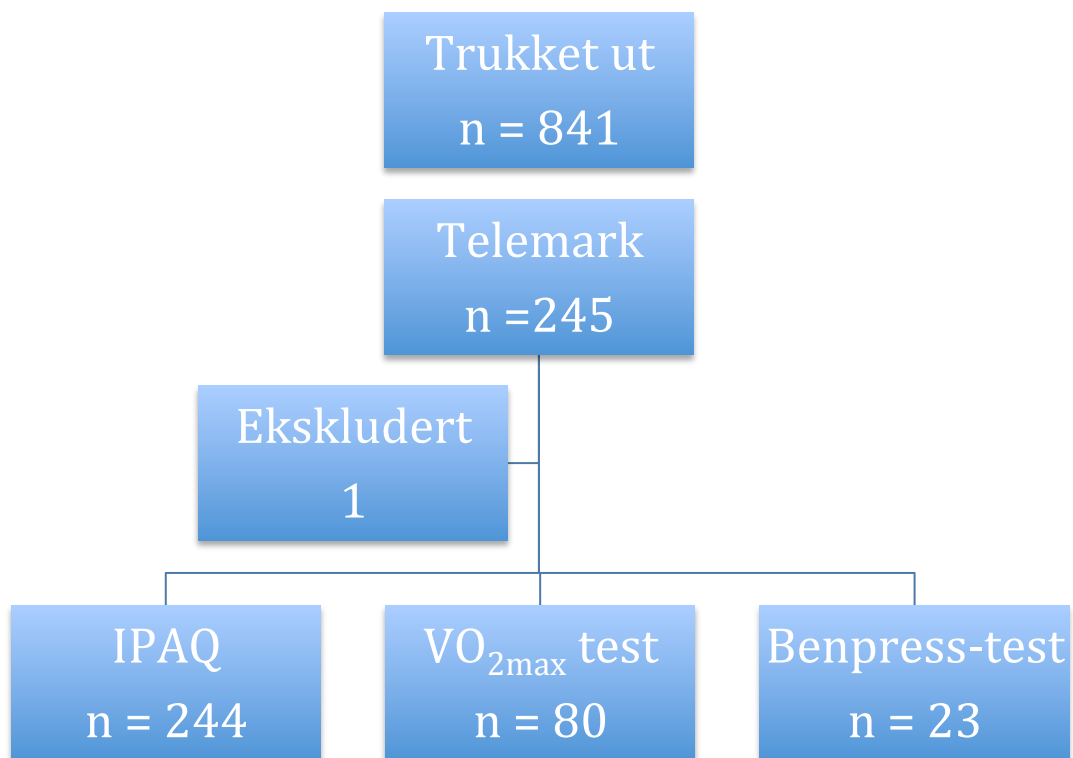 Trukket ut
n = 841
Telemark
n =245
Ekskludert
1
IPAQ
n = 244
VO₂max test
n = 80
Benpress-test
n = 23